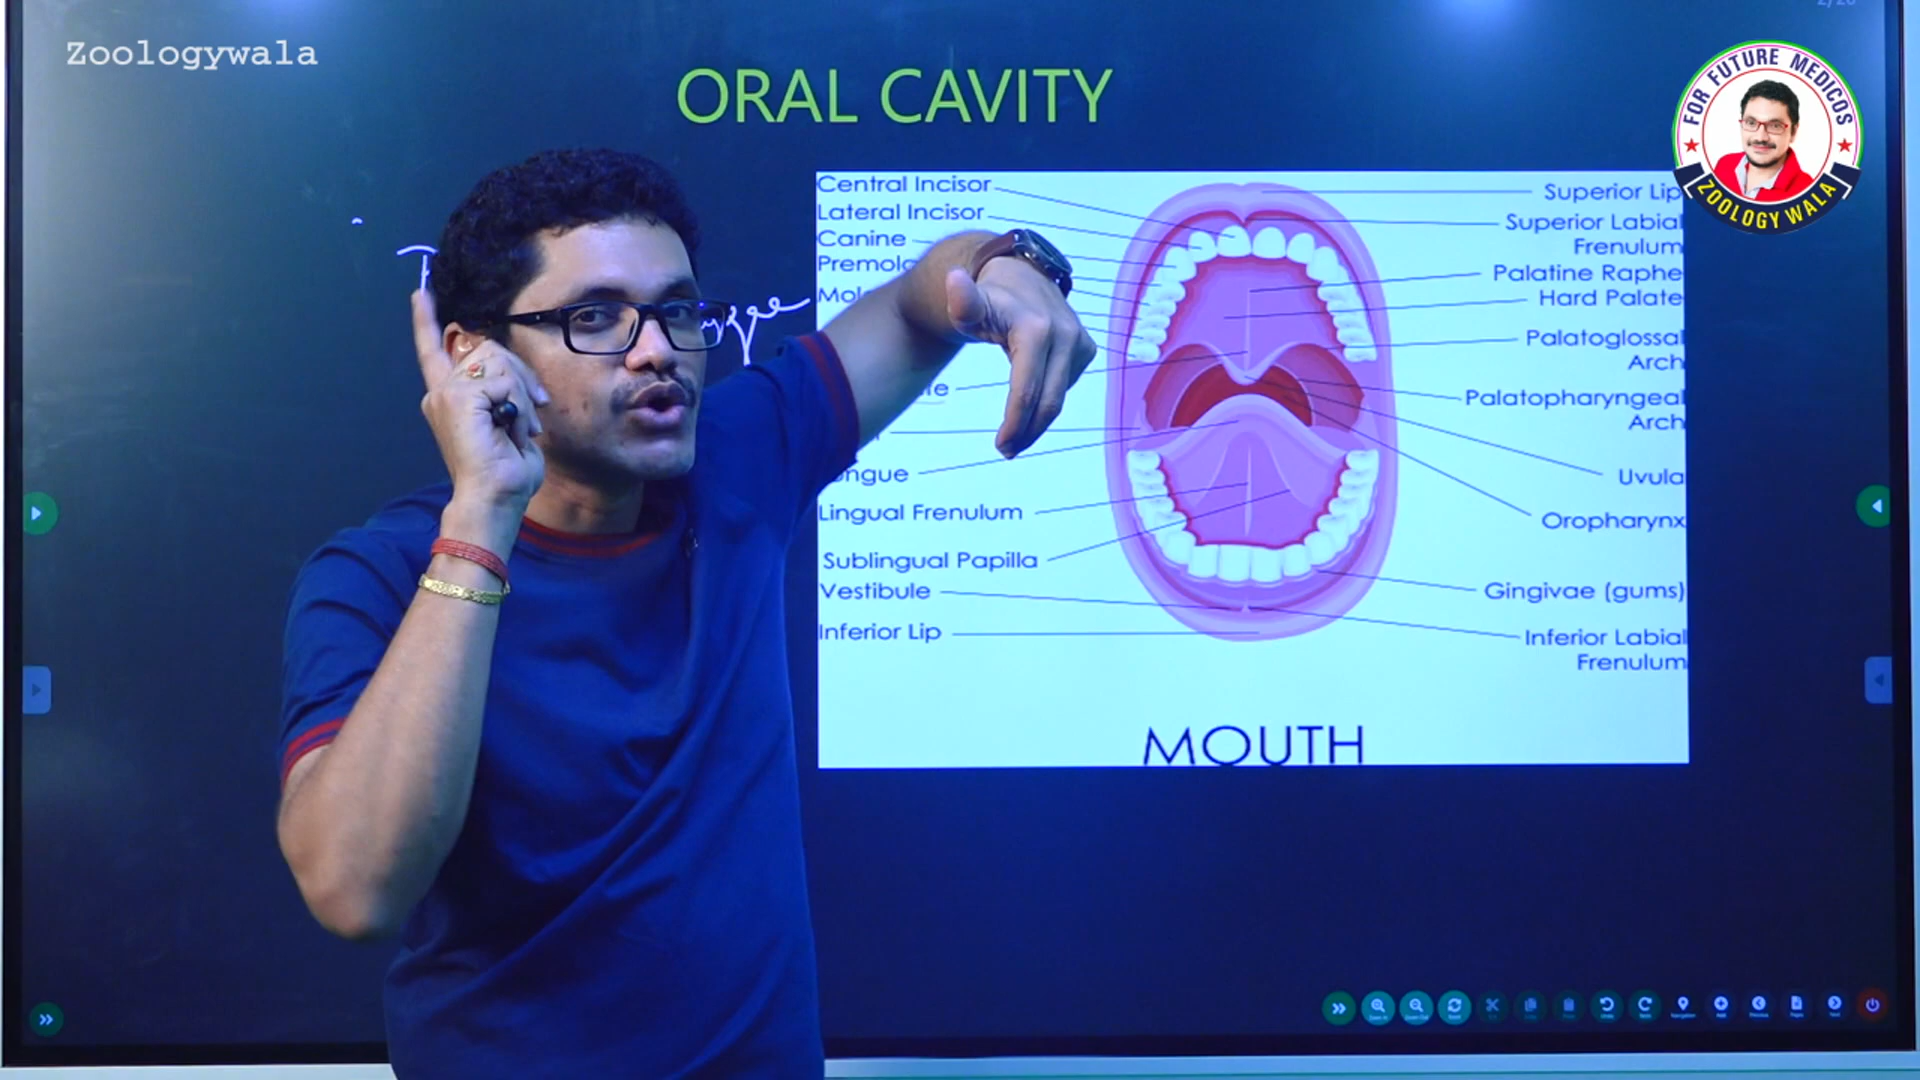 Zoologywala
ORAL CAVITY
FOR FUTURE MEDICOS
ZOOLOGY WALA
Central Incisor
Lateral Incisor
Canine
Superior Lip
Superior Labial
Frenulum
Palatine Raphe
Hard Palate
Palatoglossal
Arch
Palatopharyngeal
Arch
Uvula
Oropharynx
Lingual Frenulum
Sublingual Papilla
Vestibule
Inferior Lip
Gingivae (gums)
Inferior Labial
Frenulum
MOUTH